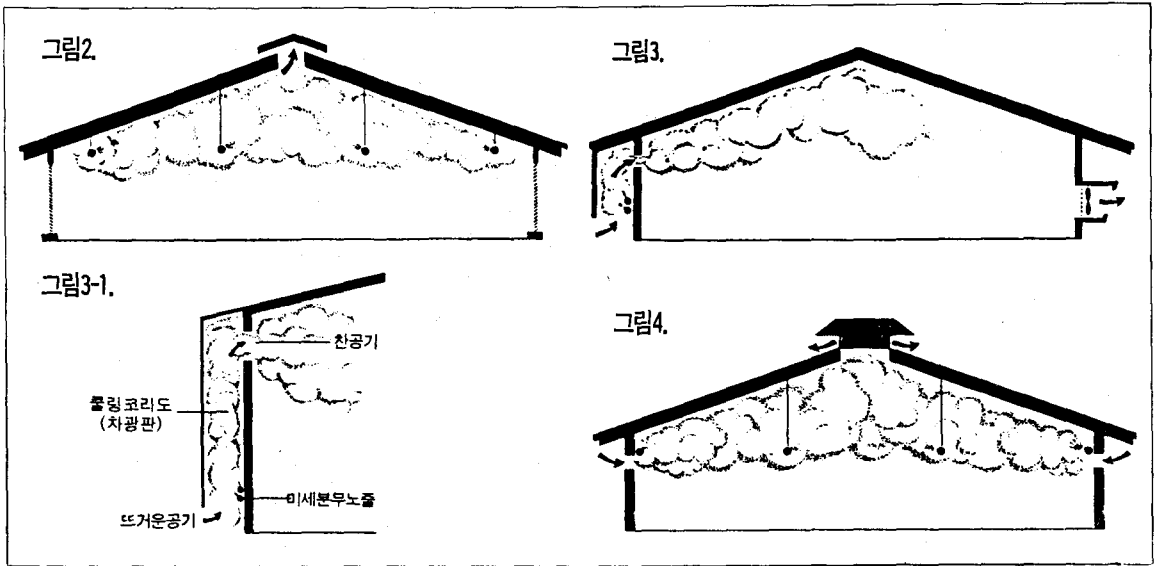 그림2.
그림3.
그림3-1.
찬공기
쿨링코리도
(차광판)
미세분무노줄
뜨거운공기
그림4.